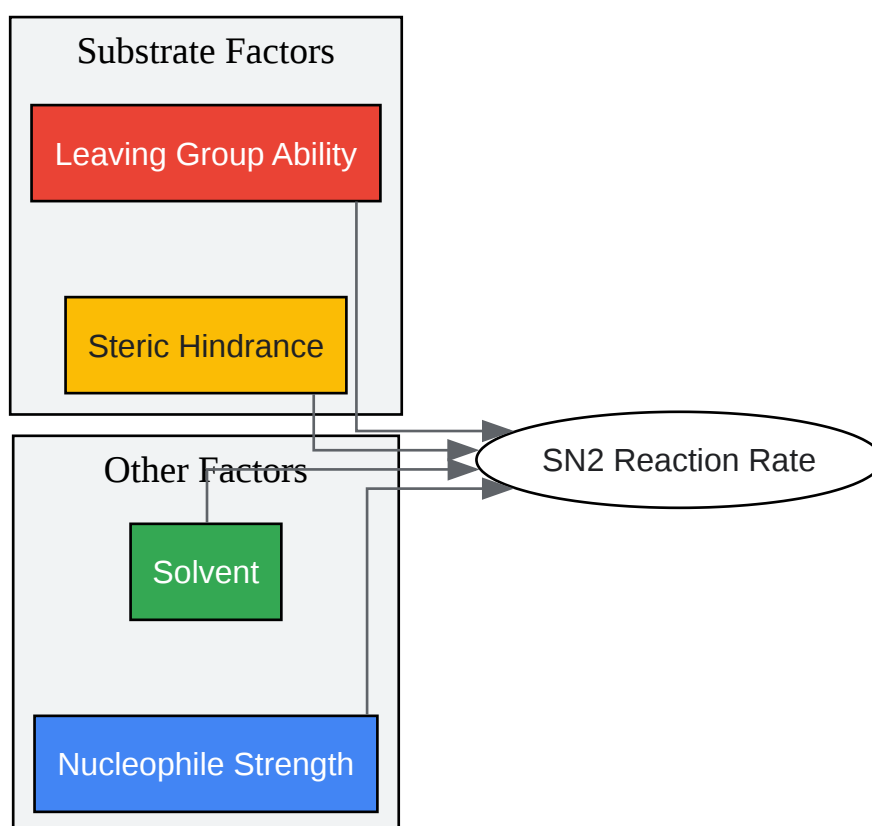 Substrate Factors
Leaving Group Ability
Steric Hindrance
Other Factors
SN2 Reaction Rate
Solvent
Nucleophile Strength